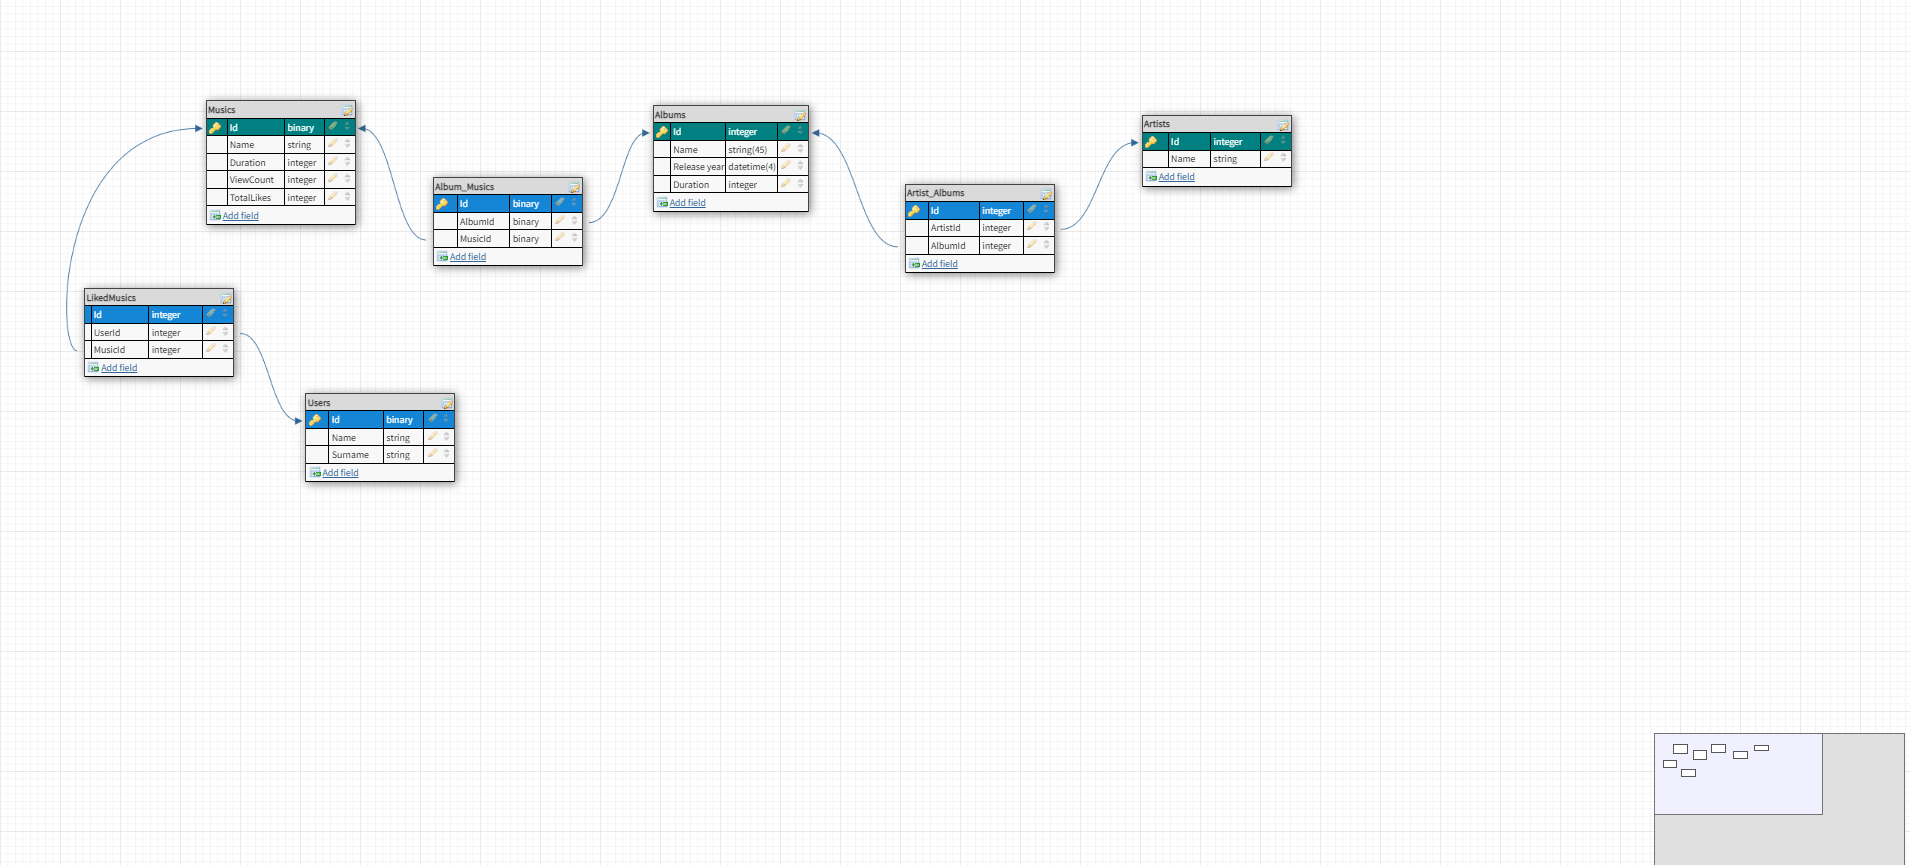 Musics
Id binary
Name string
Duration integer
ViewCount integer
TotalLikes integer
Add field
Album_Musics
Id binary
AlbumId binary
MusicId binary
Add field
Albums
Id integer
Name string(45)
Release year datetime(4)
Duration integer
Add field
Artist_Albums
Id integer
ArtistId integer
AlbumId integer
Add field
Artists
Id integer
Name string
Add field
LikedMusics
Id integer
UserId integer
MusicId integer
Add field
Users
Id binary
Name string
Surname string
Add field